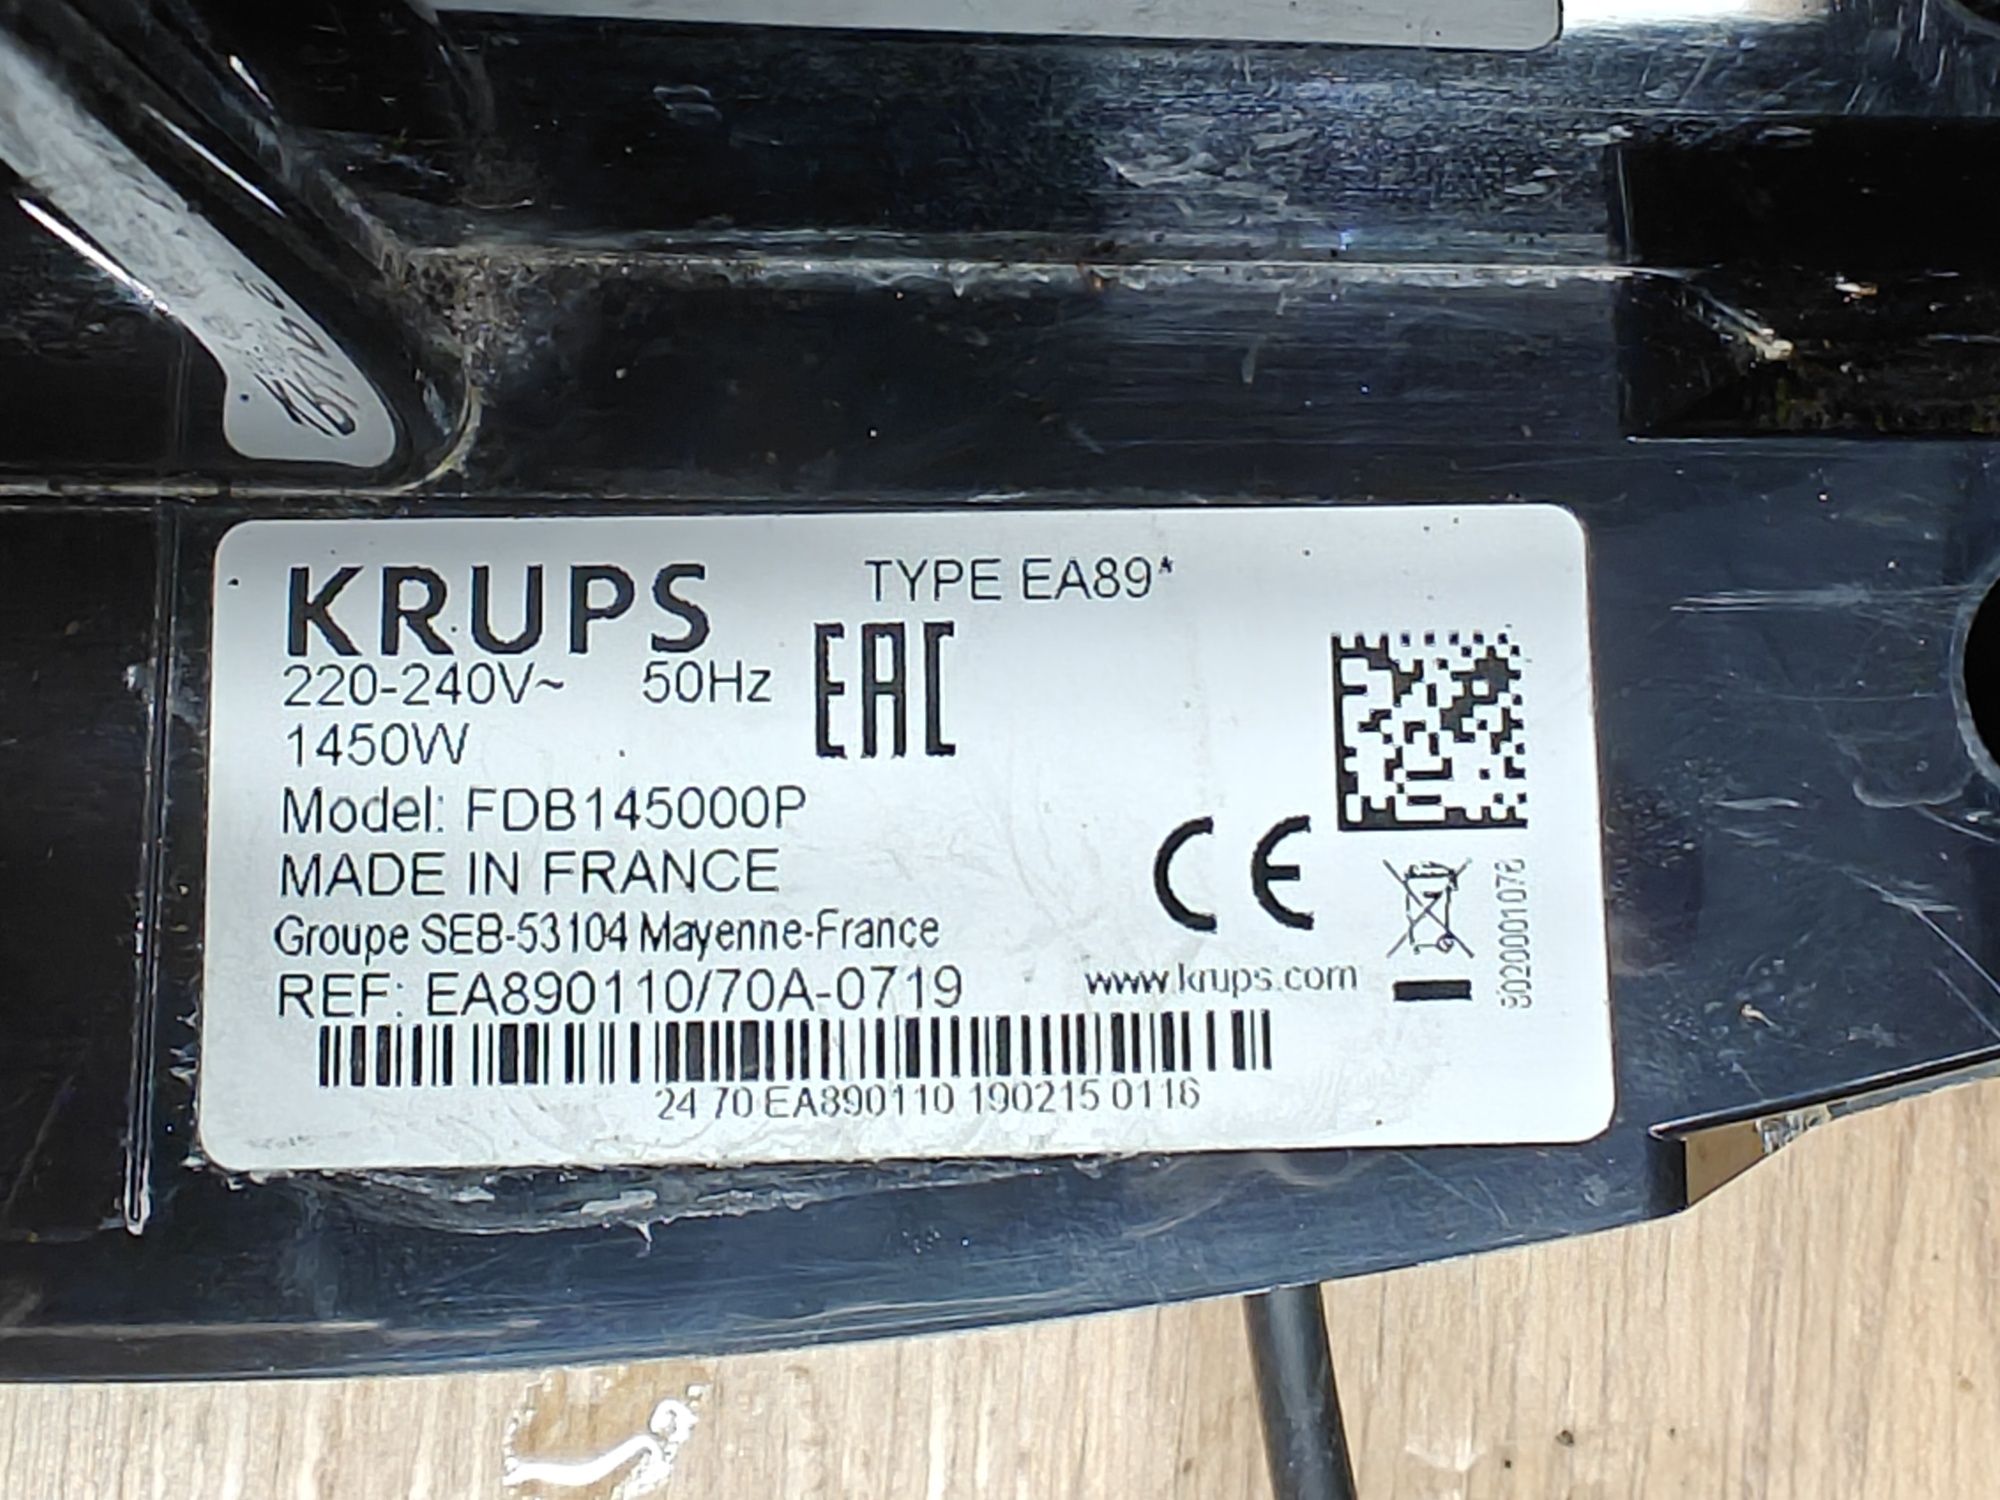 KRUPS
TYPE EA89*
220-240V~ 50Hz
EAC
1450W
Model: FDB145000P
MADE IN FRANCE
CE
Groupe SEB-53104 Mayenne-France
REF: EA890110/70A-0719
www.krups.com
8020001076
24 70 EA890110 190215 0116